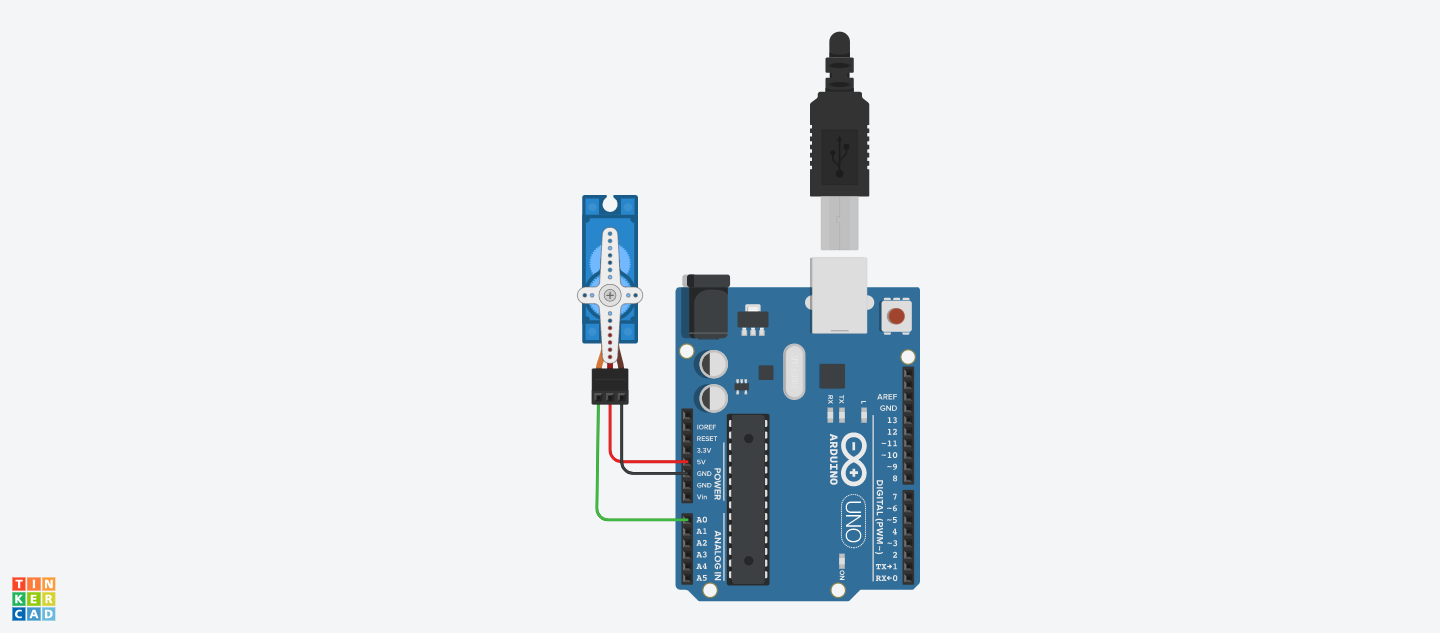 AREF
GND
13
12
~11
~10
~9
8
7
~6
~5
4
~3
2
TX→1
RX←0
DIGITAL (PWM~)
RX
TX
L
ARDUINO
UNO
ON
IOREF
RESET
3.3V
5V
GND
GND
Vin
POWER
A0
A1
A2
A3
A4
A5
ANALOG IN
TIN
KER
CAD